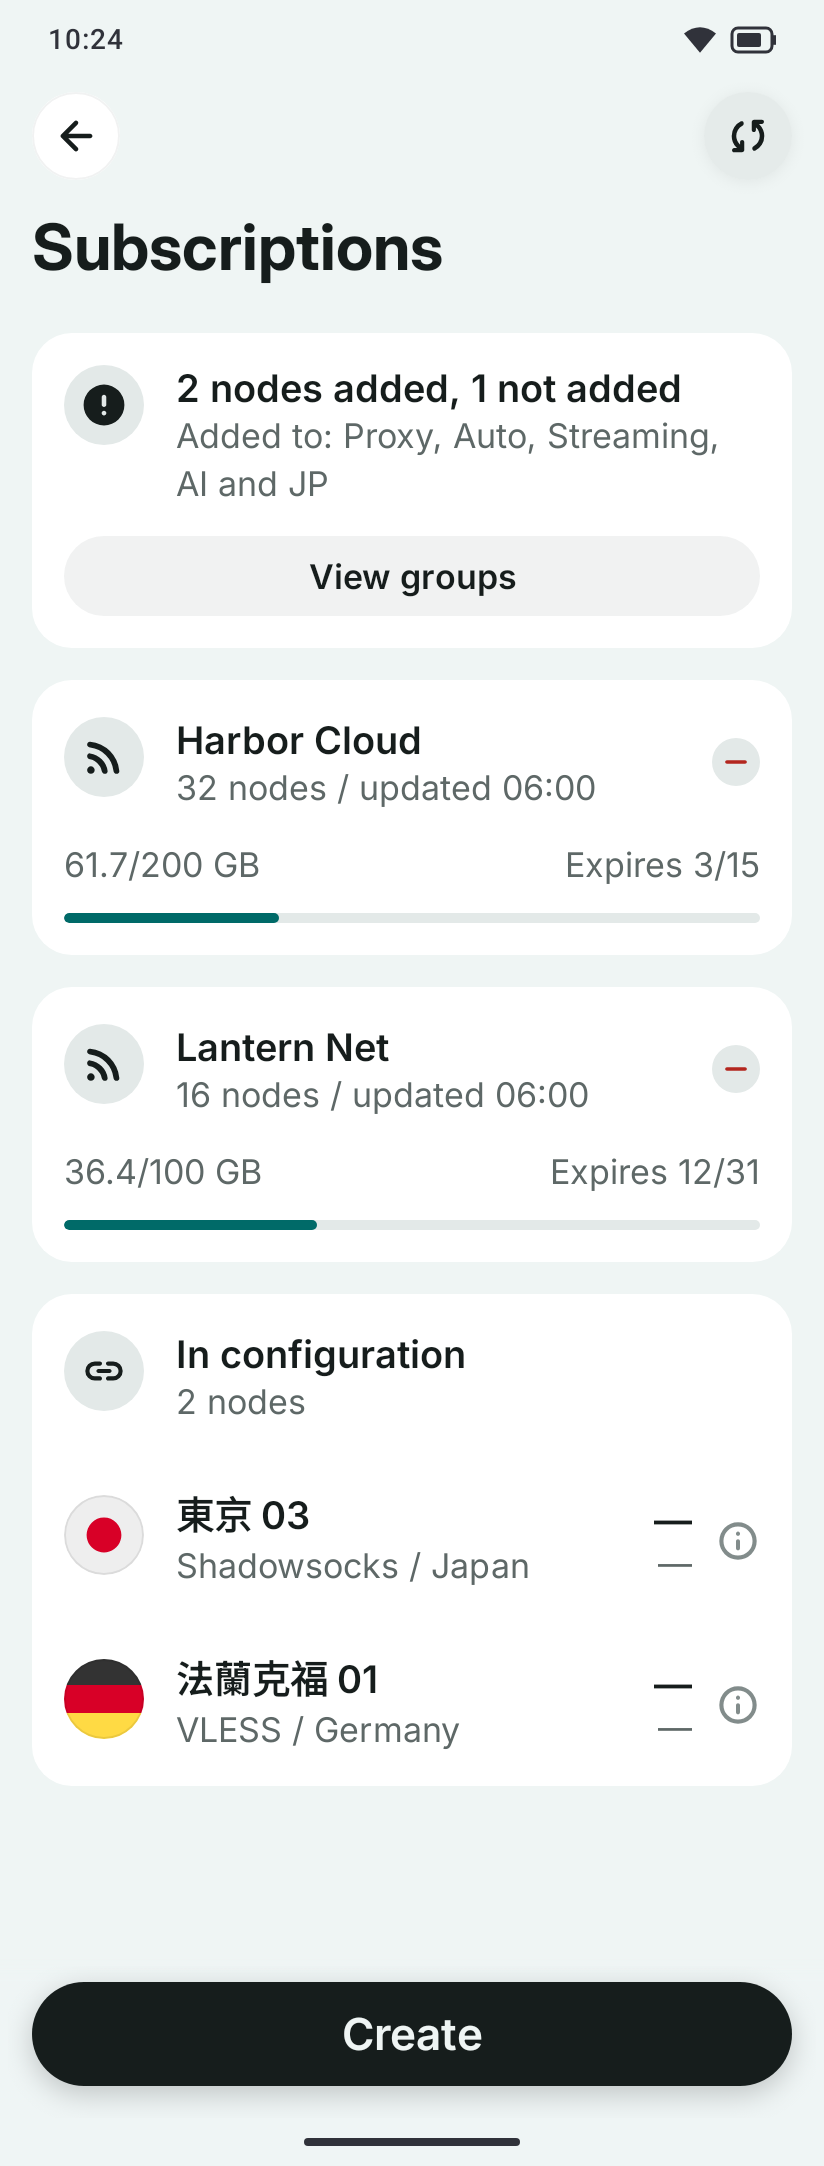 10:24
Subscriptions
2 nodes added, 1 not added
Added to: Proxy, Auto, Streaming,
AI and JP
View groups
Harbor Cloud
32 nodes / updated 06:00
61.7/200 GB
Expires 3/15
Lantern Net
16 nodes / updated 06:00
36.4/100 GB
Expires 12/31
In configuration
2 nodes
東京 03
Shadowsocks / Japan
法蘭克福 01
VLESS / Germany
Create